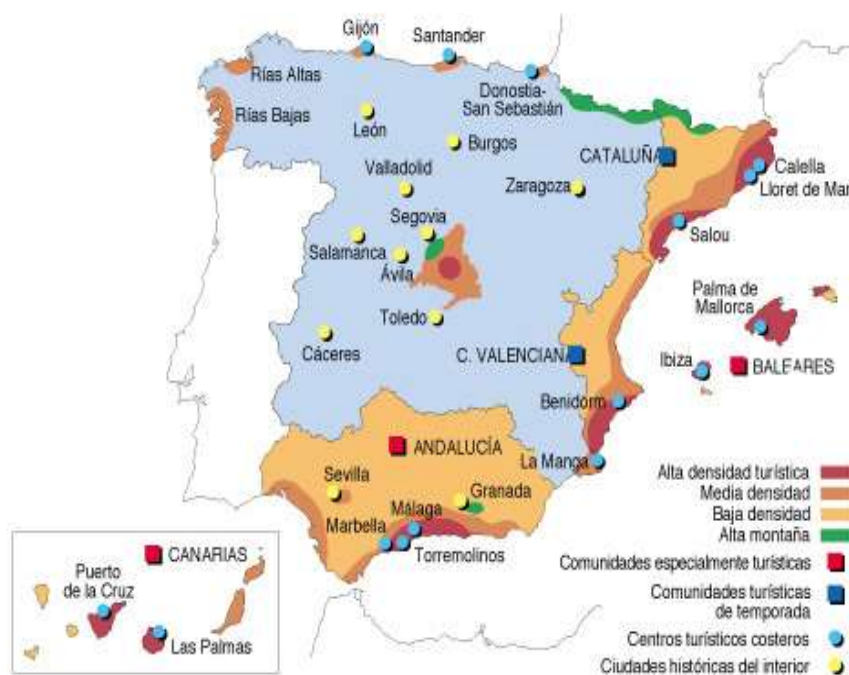 Gijón
Santander
Rías Altas
Donostia-
San Sebastián
Rías Bajas
León
Burgos
CATALUÑA
Calella
Lloret de Mar
Valladolid
Zaragoza
Segovia
Salou
Salamanca
Ávila
Palma de
Mallorca
Toledo
Cáceres
C. VALENCIANA
Ibiza
BALEARES
Benidorm
ANDALUCÍA
La Manga
Sevilla
Granada
Málaga
Marbella
Torremolinos
CANARIAS
Puerto
de la Cruz
Las Palmas
Alta densidad turística
Media densidad
Baja densidad
Alta montaña
Comunidades especialmente turísticas
Comunidades turísticas
de temporada
Centros turísticos costeros
Ciudades históricas del interior